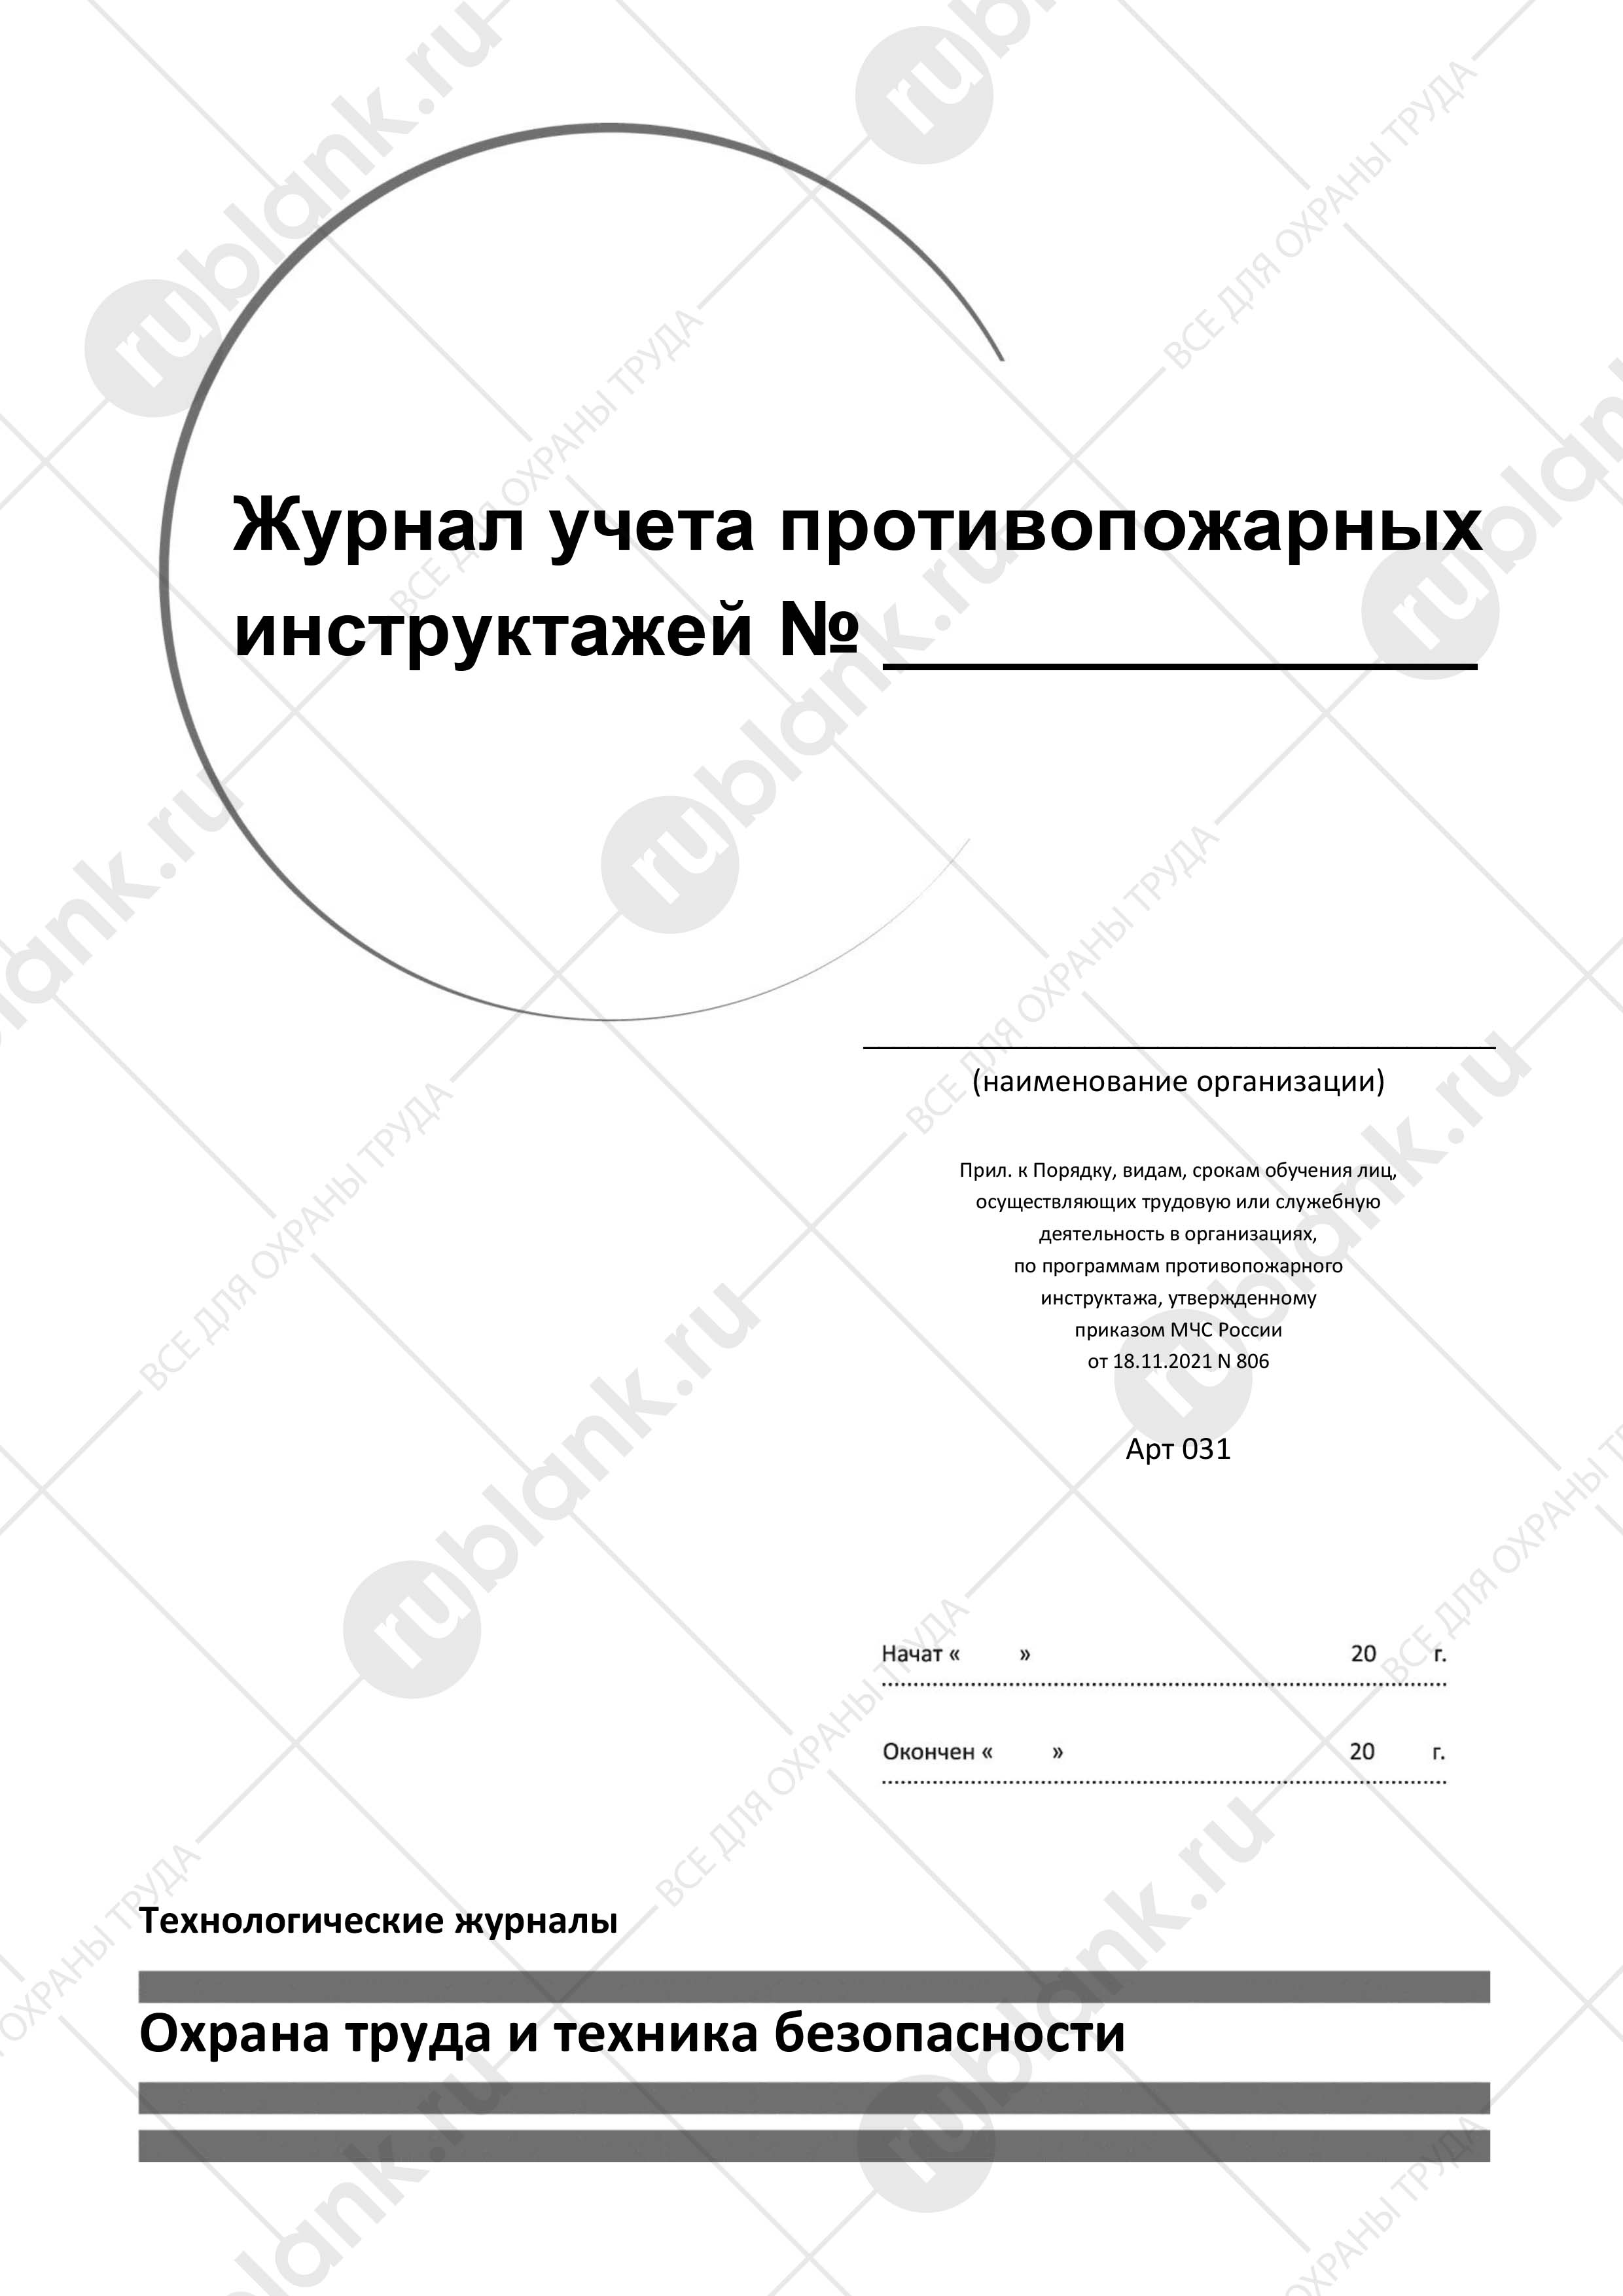 Журнал учета противопожарных
инструктажей № ____________
(наименование организации)
Прил. к Порядку, видам, срокам обучения лиц,
осуществляющих трудовую или служебную
деятельность в организациях,
по программам противопожарного
инструктажа, утвержденному
приказом МЧС России
от 18.11.2021 N 806
Арт 031
Начат « » 20 г.
Окончен « » 20 г.
Технологические журналы
Охрана труда и техника безопасности
rublank.ru
ВСЕ ДЛЯ ОХРАНЫ ТРУДА